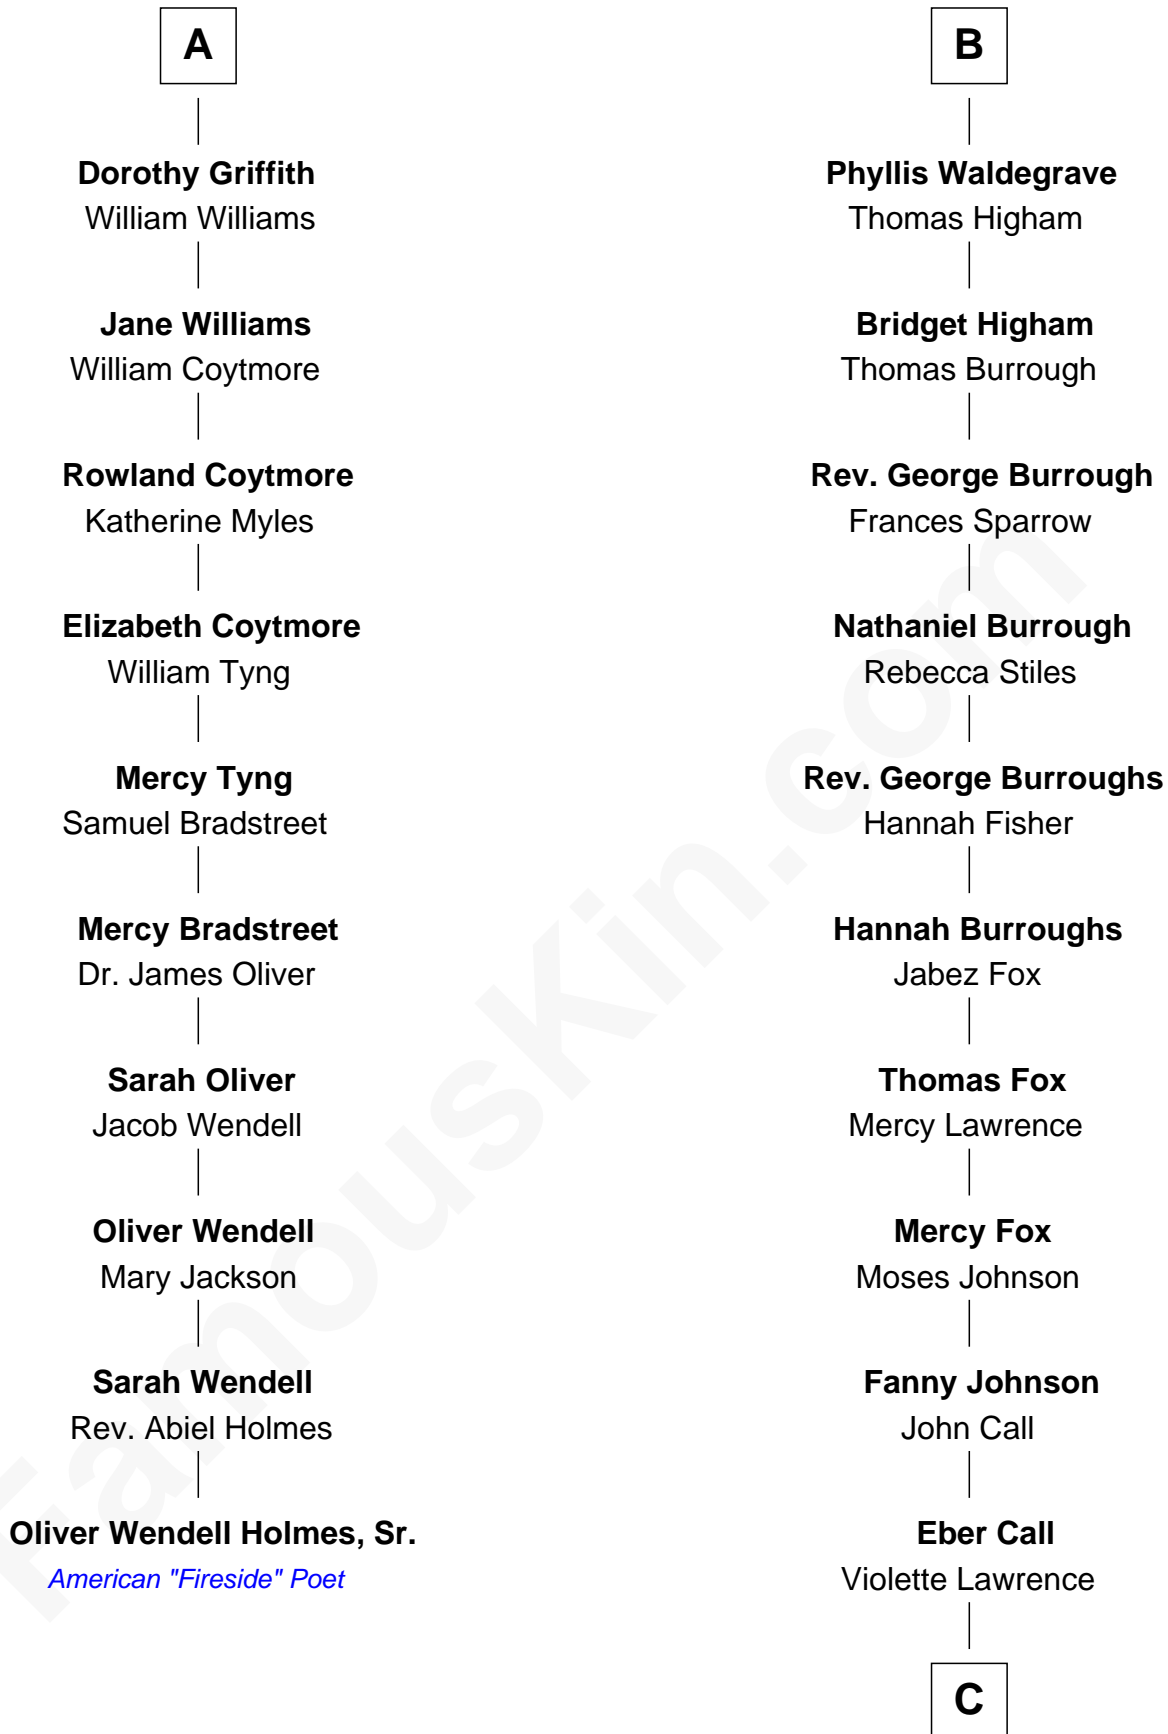 A
Dorothy Griffith
William Williams
Jane Williams
William Coytmore
Rowland Coytmore
Katherine Myles
Elizabeth Coytmore
William Tyng
Mercy Tyng
Samuel Bradstreet
Mercy Bradstreet
Dr. James Oliver
Sarah Oliver
Jacob Wendell
Oliver Wendell
Mary Jackson
Sarah Wendell
Rev. Abiel Holmes
Oliver Wendell Holmes, Sr.
American "Fireside" Poet
B
Phyllis Waldegrave
Thomas Higham
Bridget Higham
Thomas Burrough
Rev. George Burrough
Frances Sparrow
Nathaniel Burrough
Rebecca Stiles
Rev. George Burroughs
Hannah Fisher
Hannah Burroughs
Jabez Fox
Thomas Fox
Mercy Lawrence
Mercy Fox
Moses Johnson
Fanny Johnson
John Call
Eber Call
Violette Lawrence
C
FamousKin.com